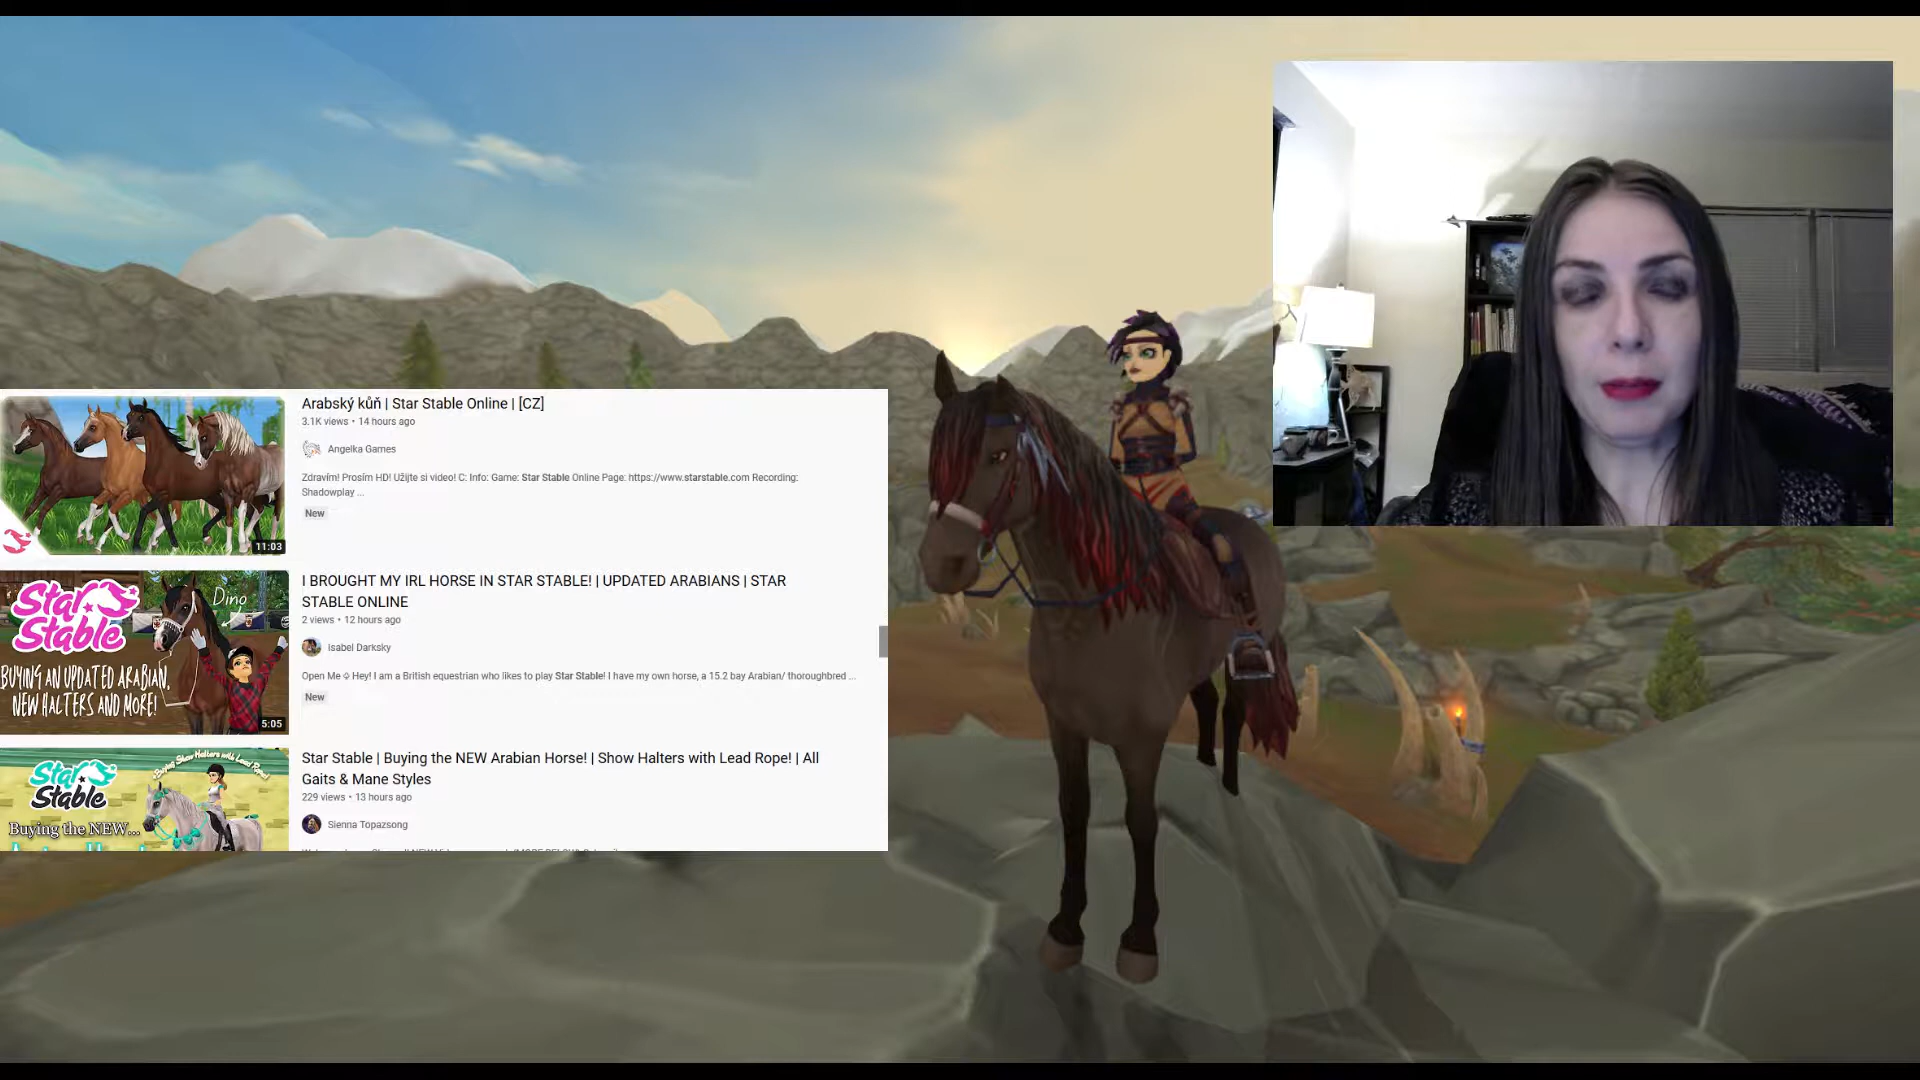 Arabský kůň | Star Stable Online | [CZ]
3.1K views • 14 hours ago
Angelka Games
Zdravím! Prosím HD! Užijte si video! C: Info: Game: Star Stable Online Page: https://www.starstable.com Recording:
Shadowplay ...
New
11:03
Star Stable
Dino
BUYING AN UPDATED ARABIAN,
NEW HALTERS AND MORE!
5:05
I BROUGHT MY IRL HORSE IN STAR STABLE! | UPDATED ARABIANS | STAR
STABLE ONLINE
2 views • 12 hours ago
Isabel Darksky
Open Me ♢ Hey! I am a British equestrian who likes to play Star Stable! I have my own horse, a 15.2 bay Arabian/ thoroughbred ...
New
+Buying Show Halters with Lead Rope!
Star Stable
Buying the NEW...
Star Stable | Buying the NEW Arabian Horse! | Show Halters with Lead Rope! | All
Gaits & Mane Styles
229 views • 13 hours ago
Sienna Topazsong